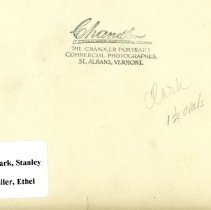 Chandler
THE CHANDLER PORTRAITS
COMMERCIAL PHOTOGRAPHER
ST. ALBANS, VERMONT.
Clark
ark, Stanley
ller, Ethel